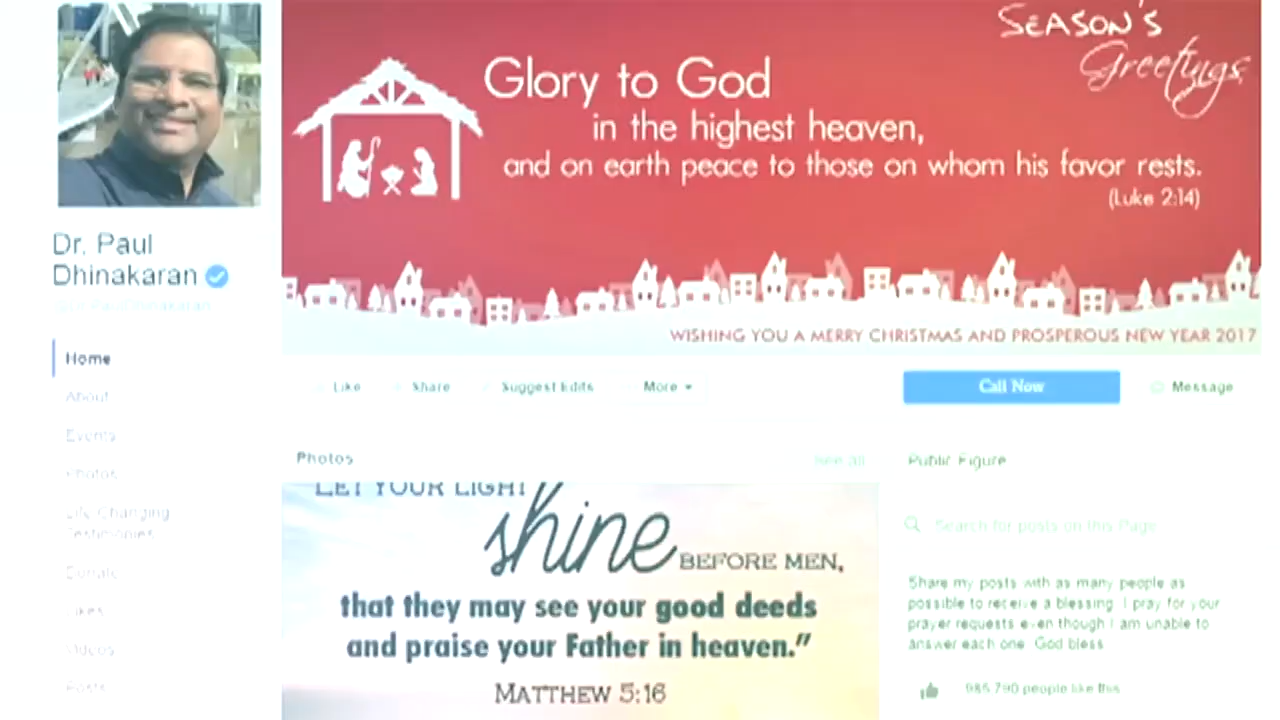 SEASON'S
Greetings
Glory to God
in the highest heaven,
and on earth peace to those on whom his favor rests.
(Luke 2:14)
WISHING YOU A MERRY CHRISTMAS AND PROSPEROUS NEW YEAR 2017
Dr. Paul
Dhinakaran
Home
About
Events
Photos
Life Changing
Testimonies
Donate
Likes
Videos
Posts
Like
Share
Suggest Edits
More
Call Now
Message
Photos
See all
LET YOUR LIGHT
shine
BEFORE MEN,
that they may see your good deeds
and praise your Father in heaven.”
MATTHEW 5:16
Public Figure
Search for posts on this Page
Share my posts with as many people as
possible to receive a blessing. I pray for your
prayer requests even though I am unable to
answer each one. God bless
985,790 people like this